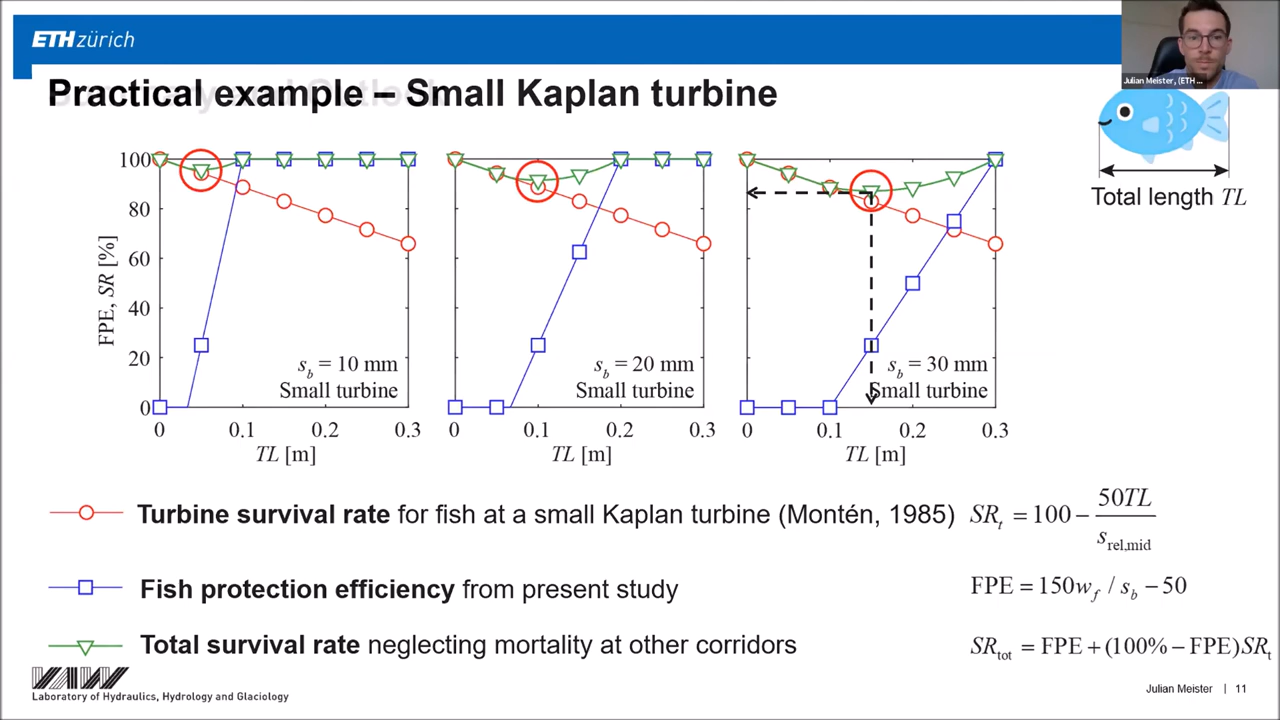 ETH zürich
Julian Meister, (ETH ...
Practical example – Small Kaplan turbine
Total length TL
FPE, SR [%]
100
80
60
40
20
0
s_b = 10 mm
Small turbine
0 0.1 0.2 0.3
TL [m]
s_b = 20 mm
Small turbine
0 0.1 0.2 0.3
TL [m]
s_b = 30 mm
Small turbine
0 0.1 0.2 0.3
TL [m]
Turbine survival rate for fish at a small Kaplan turbine (Montén, 1985) SR_t = 100 − 50TL / s_rel,mid
Fish protection efficiency from present study FPE = 150w_f / s_b − 50
Total survival rate neglecting mortality at other corridors SR_tot = FPE + (100% − FPE)SR_t
VAW
Laboratory of Hydraulics, Hydrology and Glaciology
Julian Meister | 11